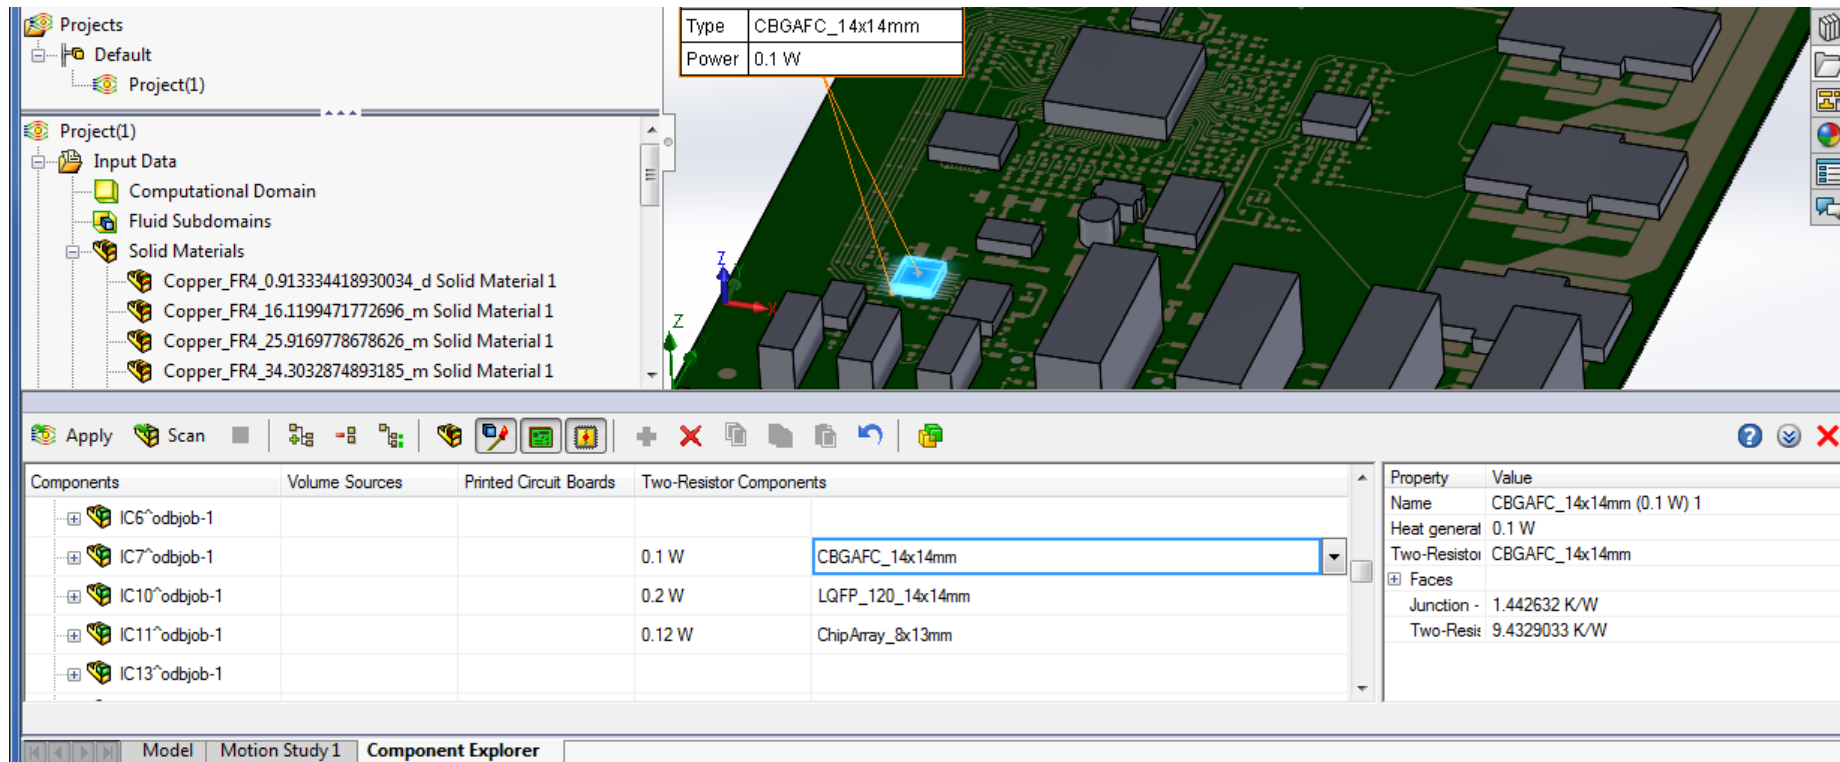 Projects
Default
Project(1)
Project(1)
Input Data
Computational Domain
Fluid Subdomains
Solid Materials
Copper_FR4_0.913334418930034_d Solid Material 1
Copper_FR4_16.1199471772696_m Solid Material 1
Copper_FR4_25.9169778678626_m Solid Material 1
Copper_FR4_34.3032874893185_m Solid Material 1
Type CBGAFC_14x14mm
Power 0.1 W
Z
X
Z
Apply Scan
Components Volume Sources Printed Circuit Boards Two-Resistor Components
IC6^odbjob-1
IC7^odbjob-1 0.1 W CBGAFC_14x14mm
IC10^odbjob-1 0.2 W LQFP_120_14x14mm
IC11^odbjob-1 0.12 W ChipArray_8x13mm
IC13^odbjob-1
Property Value
Name CBGAFC_14x14mm (0.1 W) 1
Heat generat 0.1 W
Two-Resistor CBGAFC_14x14mm
Faces
Junction - 1.442632 K/W
Two-Resis 9.4329033 K/W
Model Motion Study 1 Component Explorer